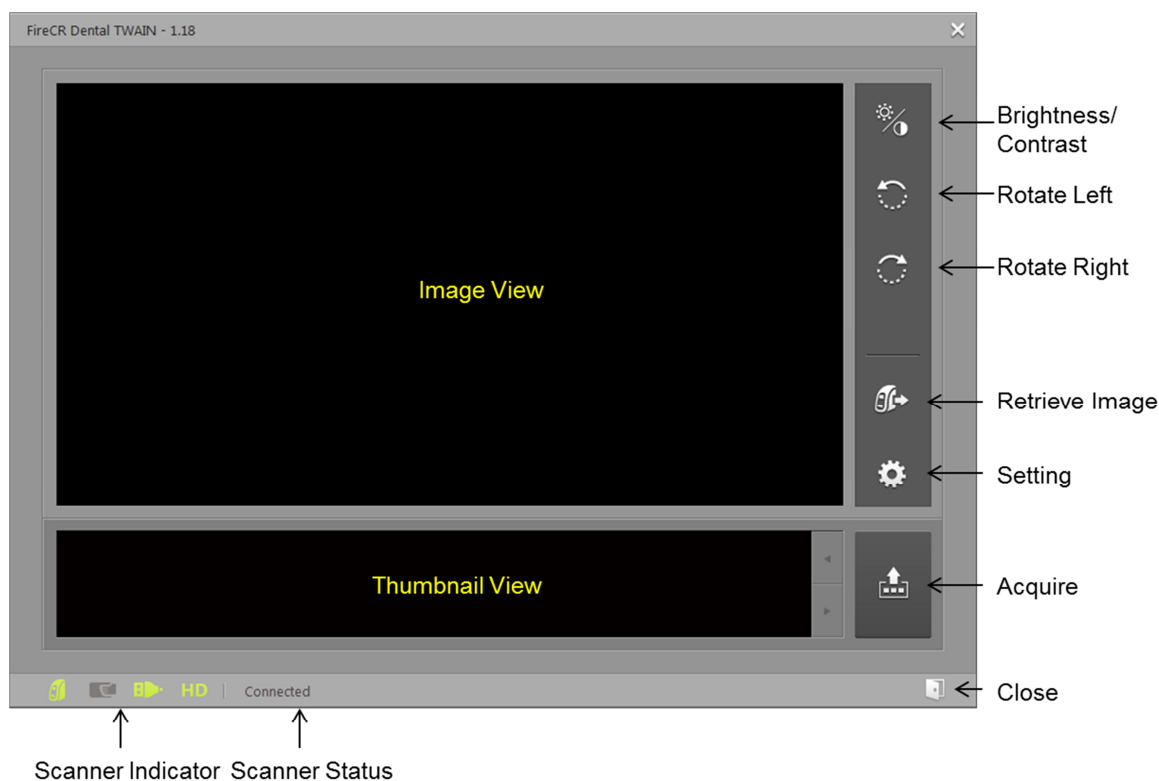 FireCR Dental TWAIN - 1.18
Brightness/
Contrast
Rotate Left
Rotate Right
Image View
Retrieve Image
Setting
Thumbnail View
Acquire
HD
Connected
Close
Scanner Indicator
Scanner Status